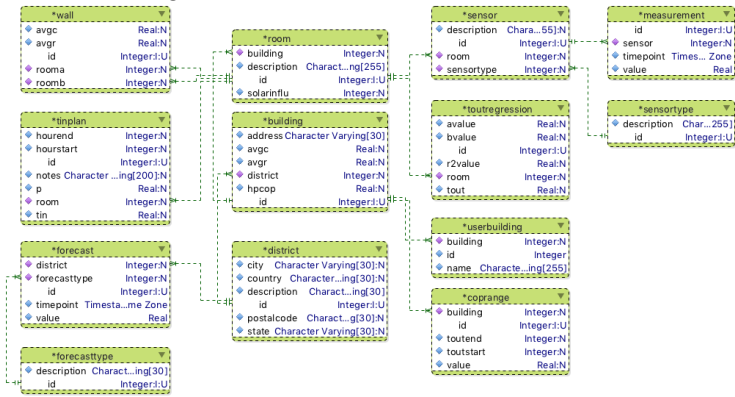 *wall
avgc Real:N
avgr Real:N
id Integer:I:U
rooma Integer:N
roomb Integer:N
*tinplan
hourend Integer:N
hourstart Integer:N
id Integer:I:U
notes Character ...ing[200]:N
p Real:N
room Integer:N
tin Real:N
*forecast
district Integer:N
forecasttype Integer:N
id Integer:I:U
timepoint Timesta...me Zone
value Real
*forecasttype
description Charact...ing[30]
id Integer:I:U
*room
building Integer:N
description Charact...ng[255]
id Integer:I:U
solarinflu Integer:N
*building
address Character Varying[30]
avgc Real:N
avgr Real:N
district Integer:N
hpcop Integer:N
id Integer:I:U
*district
city Character Varying[30]:N
country Character...ing[30]:N
description Charact...ing[30]
id Integer:I:U
postalcode Charact...g[30]:N
state Character Varying[30]:N
*sensor
description Chara...55]:N
id Integer:I:U
room Integer:N
sensortype Integer:N
*toutregression
avalue Real:N
bvalue Real:N
id Integer:I:U
r2value Real:N
room Integer:N
tout Real:N
*userbuilding
building Integer:N
id Integer
name Characte...ing[255]
*coprange
building Integer:N
id Integer:I:U
toutend Integer:N
toutstart Integer:N
value Real:N
*measurement
id Integer:I:U
sensor Integer:N
timepoint Times... Zone
value Real
*sensortype
description Char...255]
id Integer:I:U